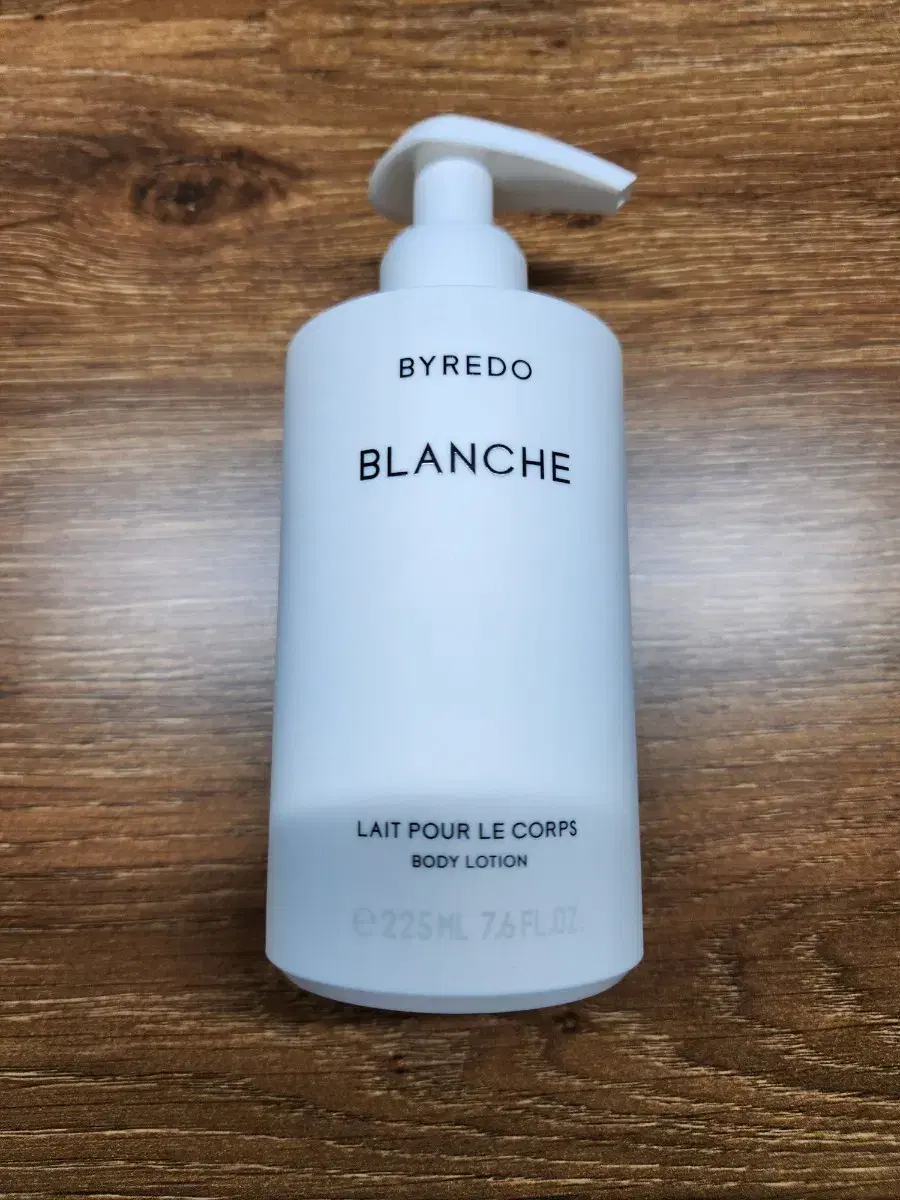 BYREDO
BLANCHE
LAIT POUR LE CORPS
BODY LOTION
℮ 225 ML 7.6 FL.OZ.